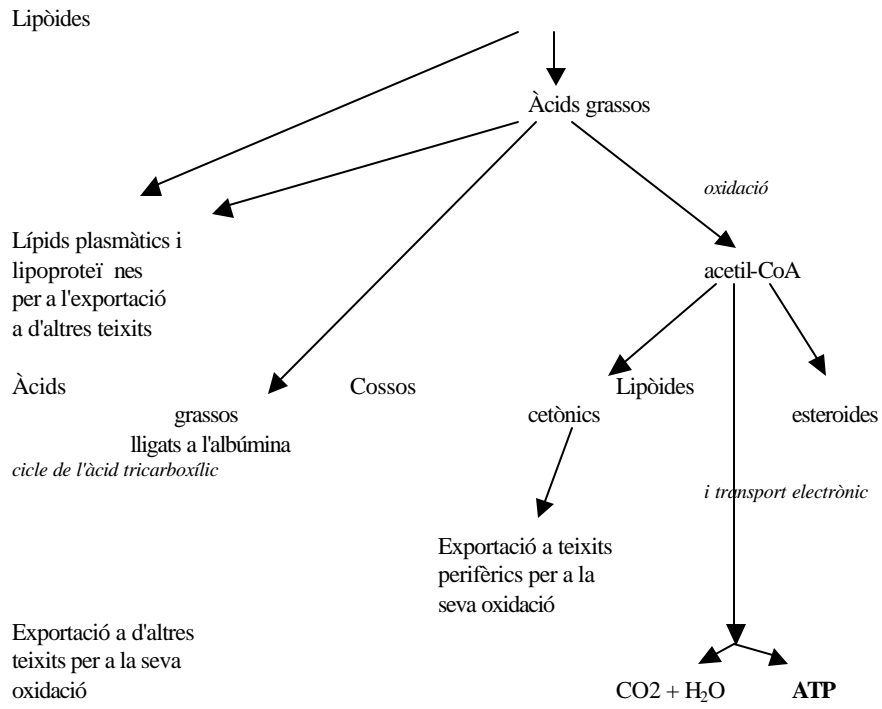 Lipòides
Àcids grassos
oxidació
Lípids plasmàtics i
lipoproteï nes
per a l'exportació
a d'altres teixits
acetil-CoA
Àcids Cossos Lipòides
grassos cetònics esteroides
lligats a l'albúmina
cicle de l'àcid tricarboxílic
i transport electrònic
Exportació a teixits
perifèrics per a la
seva oxidació
Exportació a d'altres
teixits per a la seva
oxidació
CO2 + H₂O ATP